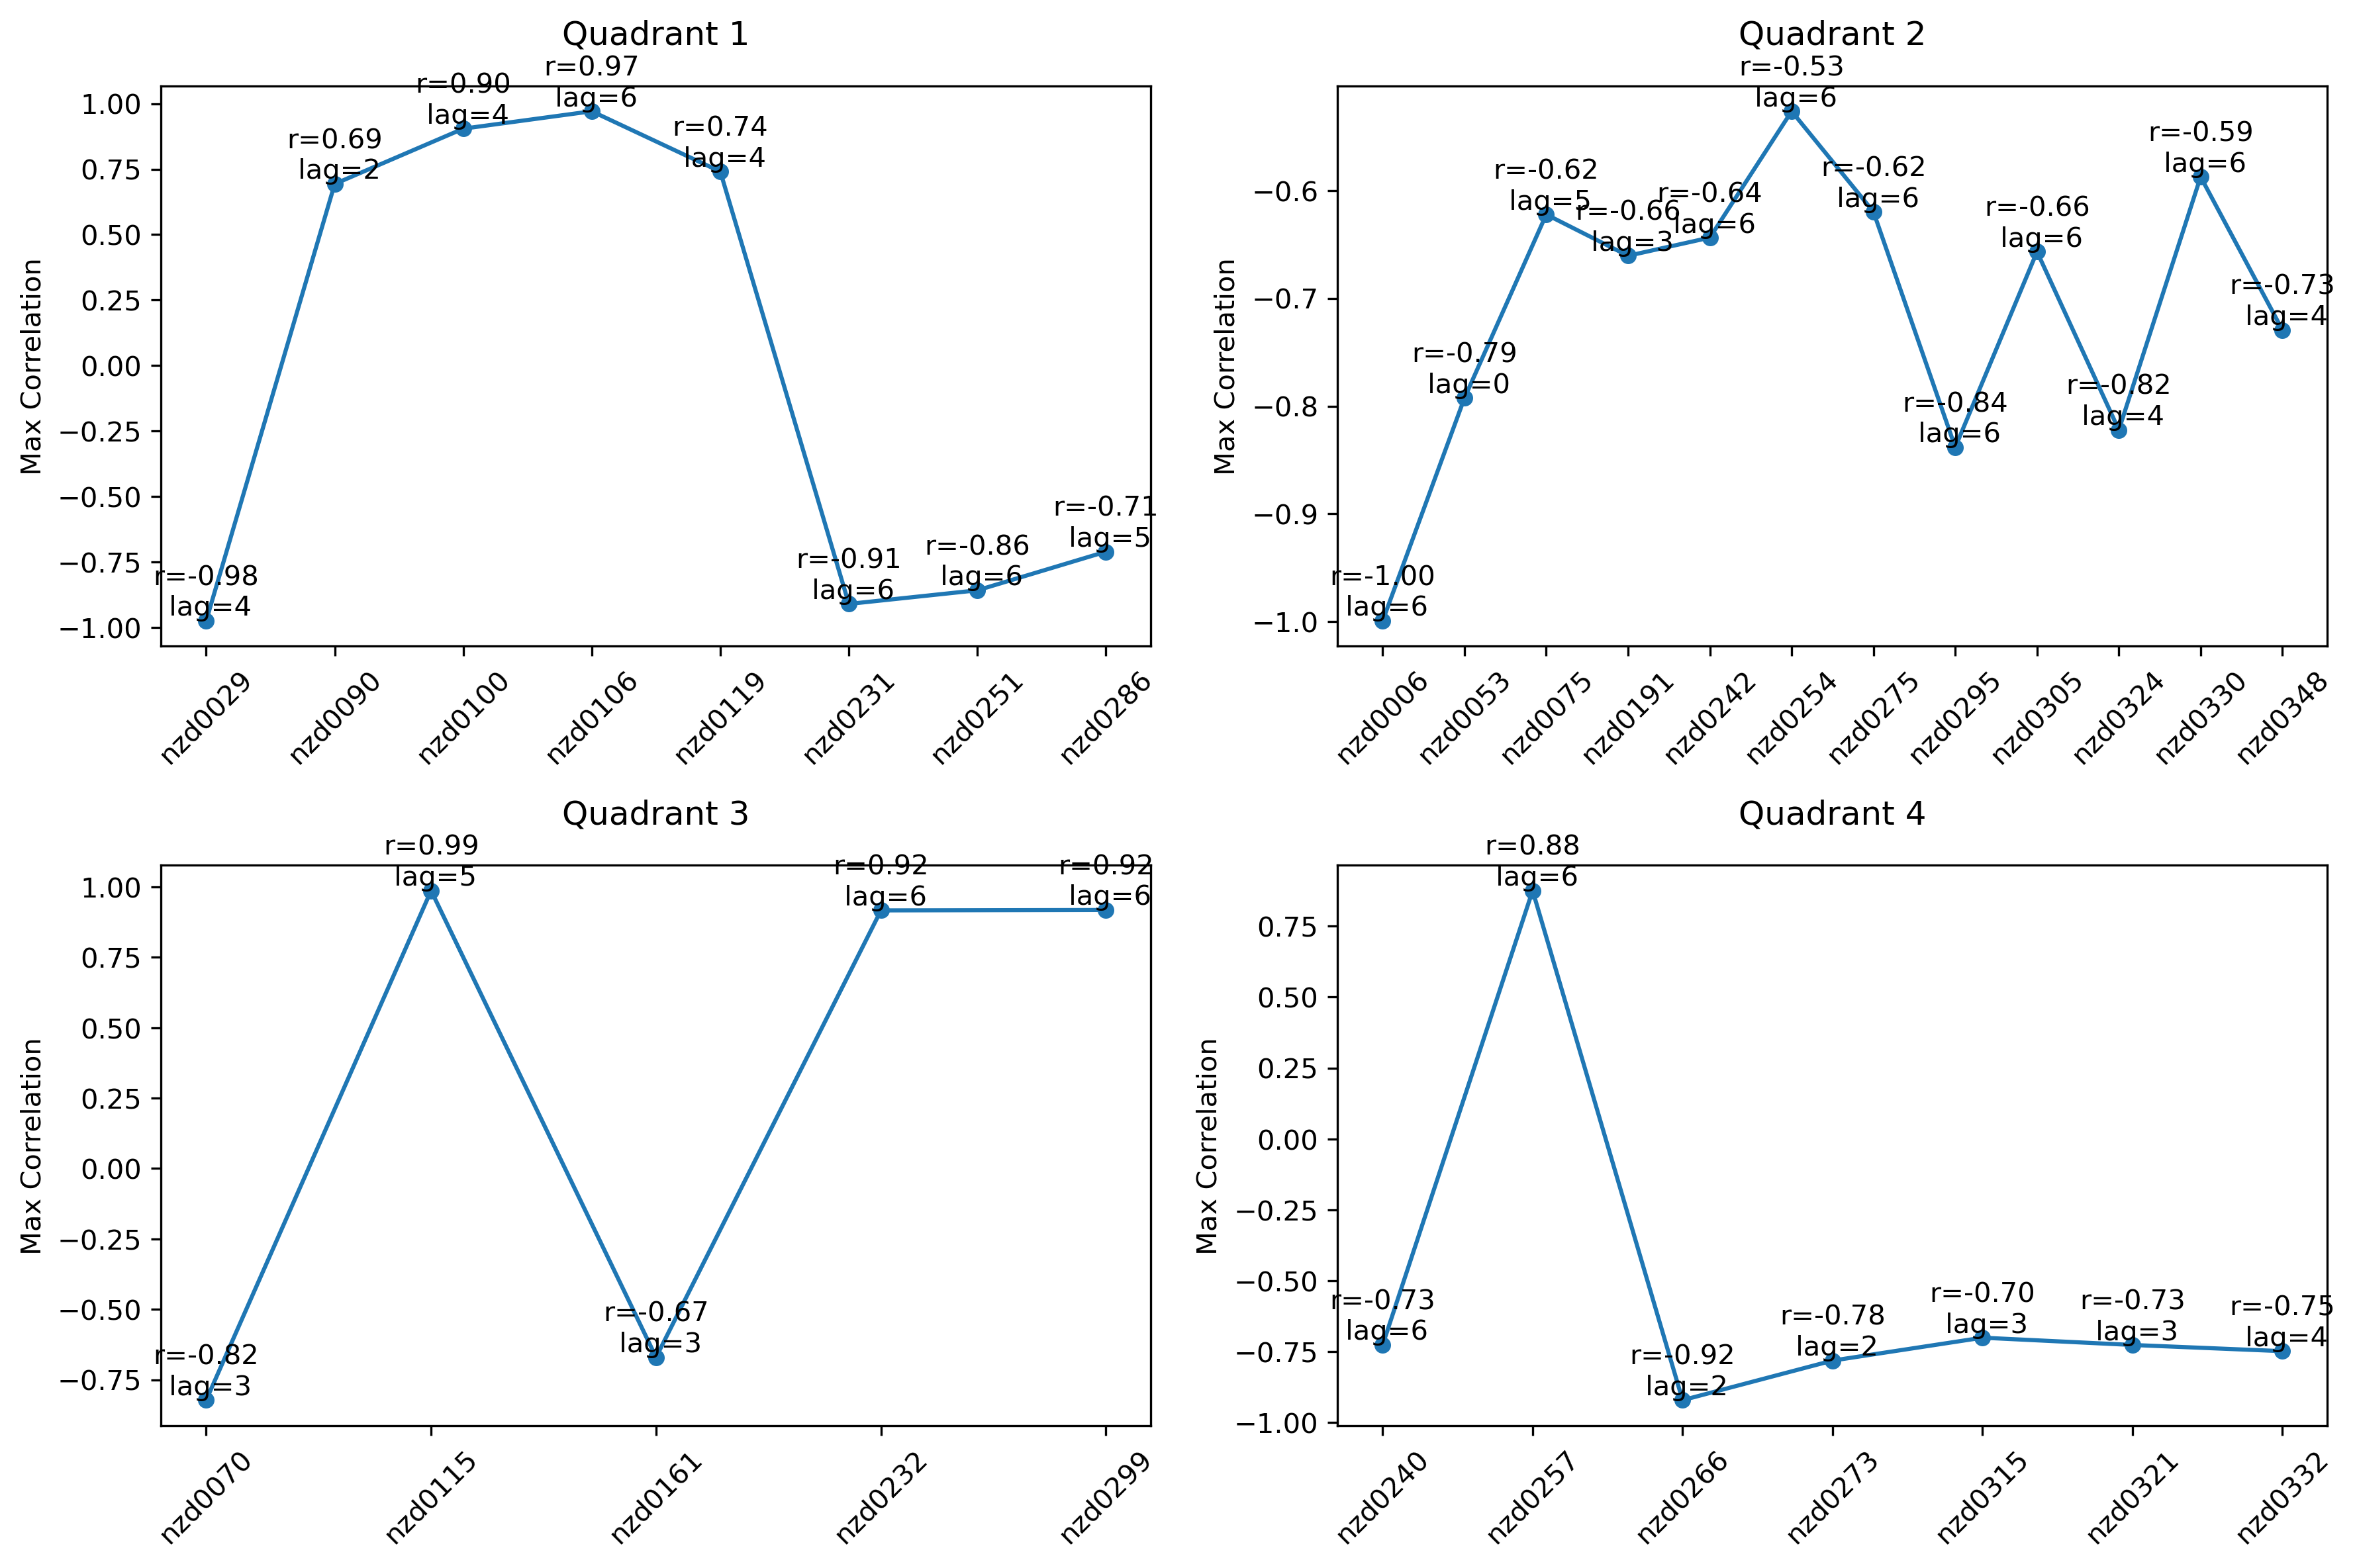 Quadrant 1
Max Correlation
1.00
0.75
0.50
0.25
0.00
−0.25
−0.50
−0.75
−1.00
r=-0.98
lag=4
r=0.69
lag=2
r=0.90
lag=4
r=0.97
lag=6
r=0.74
lag=4
r=-0.91
lag=6
r=-0.86
lag=6
r=-0.71
lag=5
nzd0029
nzd0090
nzd0100
nzd0106
nzd0119
nzd0231
nzd0251
nzd0286
Quadrant 2
Max Correlation
−0.6
−0.7
−0.8
−0.9
−1.0
r=-1.00
lag=6
r=-0.79
lag=0
r=-0.62
lag=5
r=-0.66
lag=3
r=-0.64
lag=6
r=-0.53
lag=6
r=-0.62
lag=6
r=-0.84
lag=6
r=-0.66
lag=6
r=-0.82
lag=4
r=-0.59
lag=6
r=-0.73
lag=4
nzd0006
nzd0053
nzd0075
nzd0191
nzd0242
nzd0254
nzd0275
nzd0295
nzd0305
nzd0324
nzd0330
nzd0348
Quadrant 3
Max Correlation
1.00
0.75
0.50
0.25
0.00
−0.25
−0.50
−0.75
r=-0.82
lag=3
r=0.99
lag=5
r=-0.67
lag=3
r=0.92
lag=6
r=0.92
lag=6
nzd0070
nzd0115
nzd0161
nzd0232
nzd0299
Quadrant 4
Max Correlation
0.75
0.50
0.25
0.00
−0.25
−0.50
−0.75
−1.00
r=-0.73
lag=6
r=0.88
lag=6
r=-0.92
lag=2
r=-0.78
lag=2
r=-0.70
lag=3
r=-0.73
lag=3
r=-0.75
lag=4
nzd0240
nzd0257
nzd0266
nzd0273
nzd0315
nzd0321
nzd0332